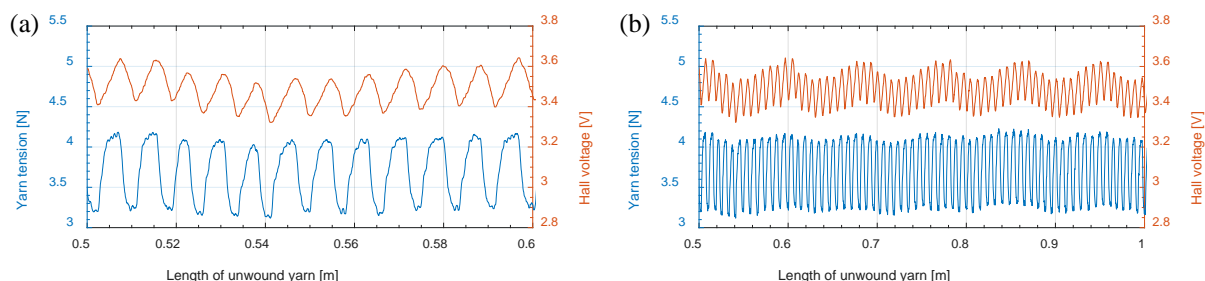 (a)
5.5
5
4.5
4
3.5
3
Yarn tension [N]
3.8
3.6
3.4
3.2
3
2.8
Hall voltage [V]
0.5 0.52 0.54 0.56 0.58 0.6
Length of unwound yarn [m]
(b)
5.5
5
4.5
4
3.5
3
Yarn tension [N]
3.8
3.6
3.4
3.2
3
2.8
Hall voltage [V]
0.5 0.6 0.7 0.8 0.9 1
Length of unwound yarn [m]